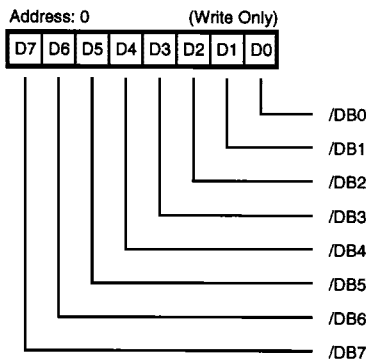 Address: 0 (Write Only)
D7 D6 D5 D4 D3 D2 D1 D0
/DB0
/DB1
/DB2
/DB3
/DB4
/DB5
/DB6
/DB7